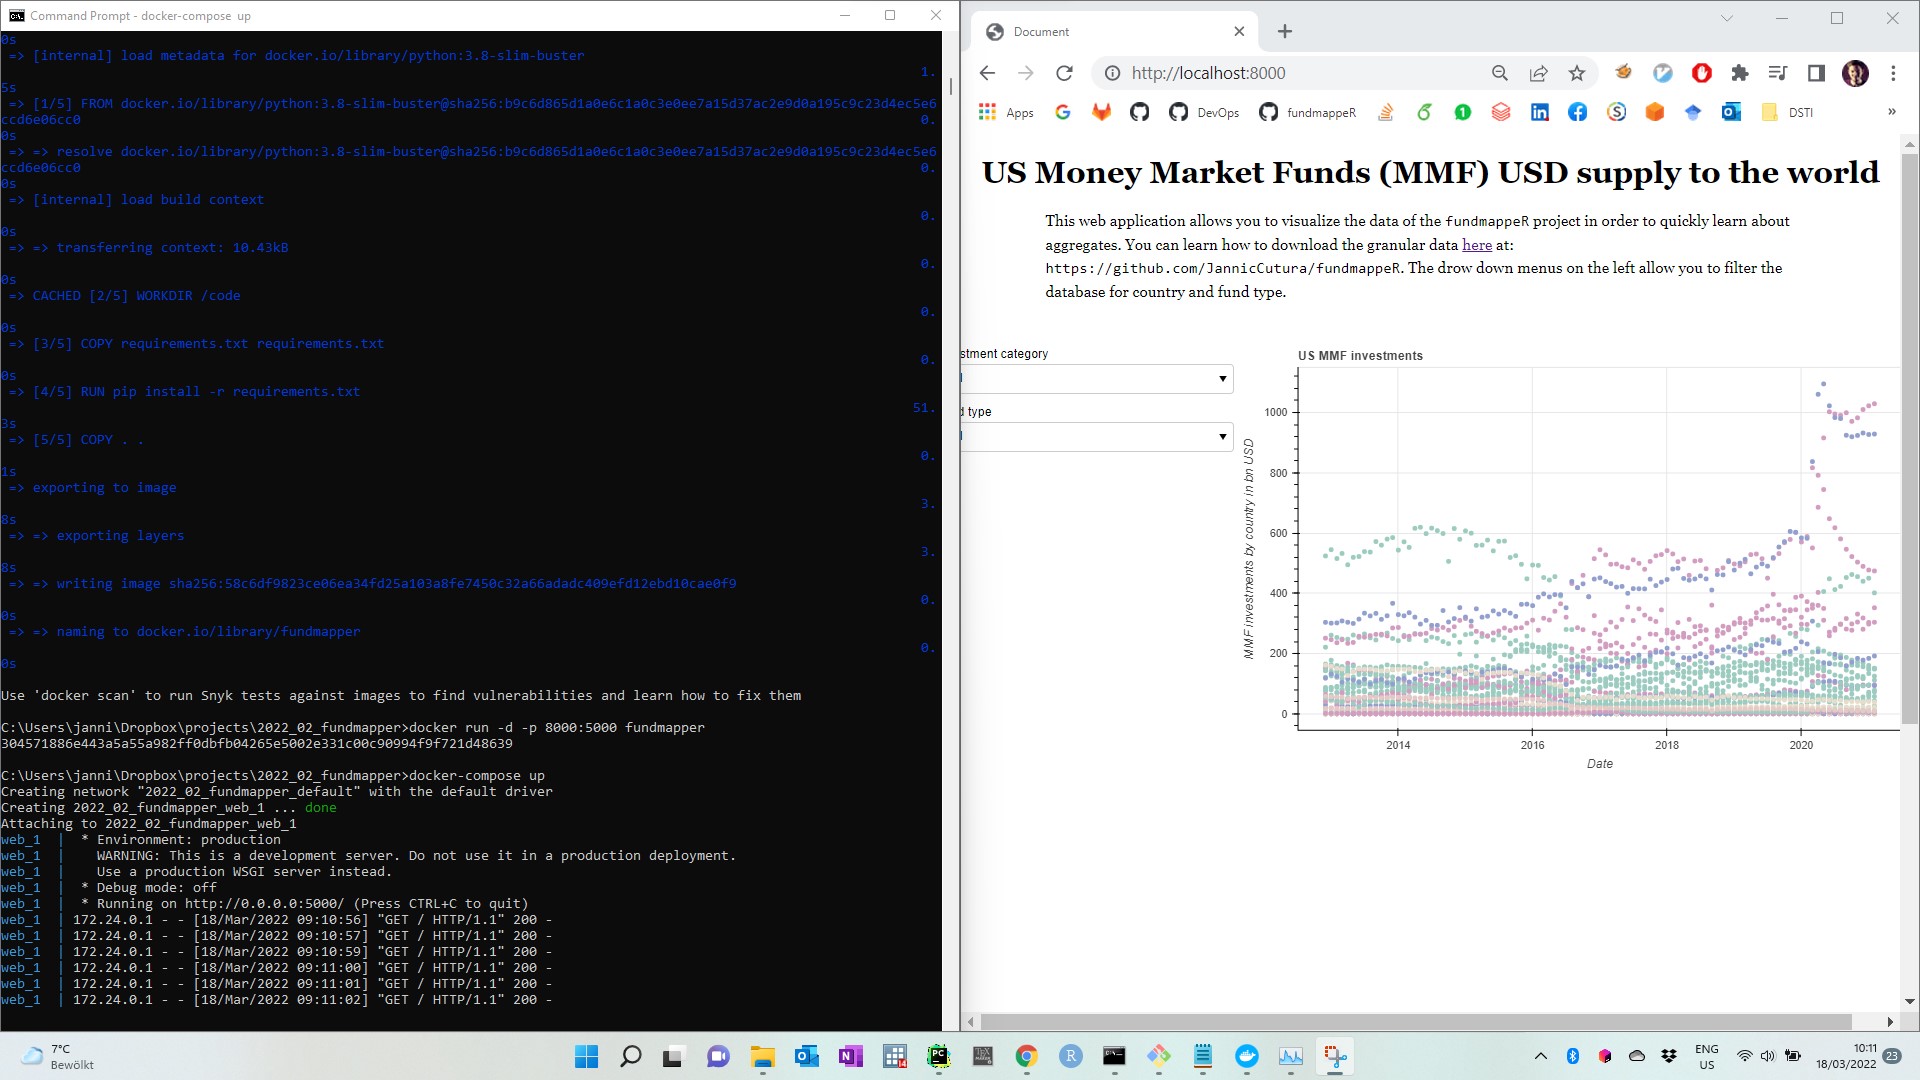 Command Prompt - docker-compose  up
0s
=> [internal] load metadata for docker.io/library/python:3.8-slim-buster
1.
5s
=> [1/5] FROM docker.io/library/python:3.8-slim-buster@sha256:b9c6d865d1a0e6c1a0c3e0ee7a15d37ac2e9d0a195c9c23d4ec5e6
ccd6e06cc0 0.
0s
=> => resolve docker.io/library/python:3.8-slim-buster@sha256:b9c6d865d1a0e6c1a0c3e0ee7a15d37ac2e9d0a195c9c23d4ec5e6
ccd6e06cc0 0.
0s
=> [internal] load build context
0.
0s
=> => transferring context: 10.43kB
0.
0s
=> CACHED [2/5] WORKDIR /code
0.
0s
=> [3/5] COPY requirements.txt requirements.txt
0.
0s
=> [4/5] RUN pip install -r requirements.txt
51.
3s
=> [5/5] COPY . .
0.
1s
=> exporting to image
3.
8s
=> => exporting layers
3.
8s
=> => writing image sha256:58c6df9823ce06ea34fd25a103a8fe7450c32a66adadc409efd12ebd10cae0f9
0.
0s
=> => naming to docker.io/library/fundmapper
0.
0s
Use 'docker scan' to run Snyk tests against images to find vulnerabilities and learn how to fix them
C:\Users\janni\Dropbox\projects\2022_02_fundmapper>docker run -d -p 8000:5000 fundmapper
304571886e443a5a55a982ff0dbfb04265e5002e331c00c90994f9f721d48639
C:\Users\janni\Dropbox\projects\2022_02_fundmapper>docker-compose up
Creating network "2022_02_fundmapper_default" with the default driver
Creating 2022_02_fundmapper_web_1 ... done
Attaching to 2022_02_fundmapper_web_1
web_1  |  * Environment: production
web_1  |    WARNING: This is a development server. Do not use it in a production deployment.
web_1  |    Use a production WSGI server instead.
web_1  |  * Debug mode: off
web_1  |  * Running on http://0.0.0.0:5000/ (Press CTRL+C to quit)
web_1  | 172.24.0.1 - - [18/Mar/2022 09:10:56] "GET / HTTP/1.1" 200 -
web_1  | 172.24.0.1 - - [18/Mar/2022 09:10:57] "GET / HTTP/1.1" 200 -
web_1  | 172.24.0.1 - - [18/Mar/2022 09:10:59] "GET / HTTP/1.1" 200 -
web_1  | 172.24.0.1 - - [18/Mar/2022 09:11:00] "GET / HTTP/1.1" 200 -
web_1  | 172.24.0.1 - - [18/Mar/2022 09:11:01] "GET / HTTP/1.1" 200 -
web_1  | 172.24.0.1 - - [18/Mar/2022 09:11:02] "GET / HTTP/1.1" 200 -
Document
http://localhost:8000
Apps DevOps fundmappeR DSTI »
US Money Market Funds (MMF) USD supply to the world
This web application allows you to visualize the data of the fundmappeR project in order to quickly learn about
aggregates. You can learn how to download the granular data here at:
https://github.com/JannicCutura/fundmappeR. The drow down menus on the left allow you to filter the
database for country and fund type.
stment category
d type
US MMF investments
MMF investments by country in bn USD
1000
800
600
400
200
0
2014 2016 2018 2020
Date
7°C
Bewölkt
ENG
US
10:11
18/03/2022
23